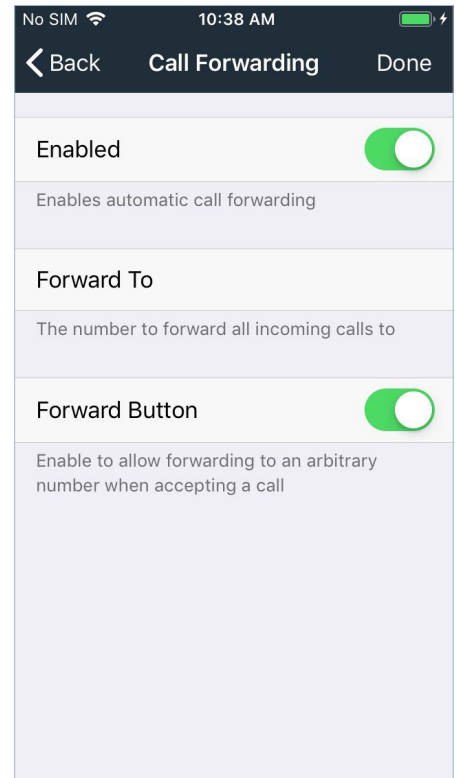 No SIM 10:38 AM
Back Call Forwarding Done
Enabled
Enables automatic call forwarding
Forward To
The number to forward all incoming calls to
Forward Button
Enable to allow forwarding to an arbitrary
number when accepting a call